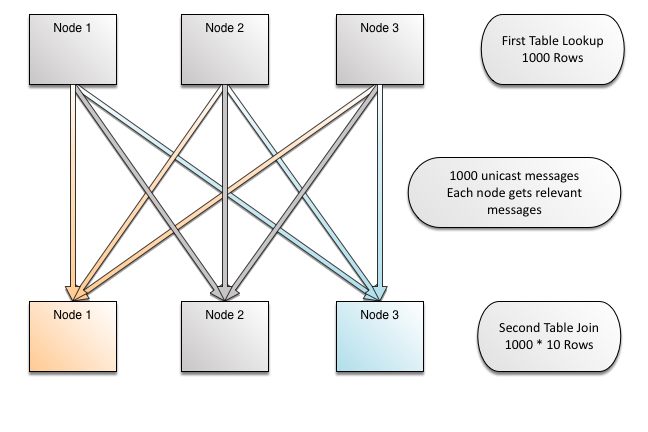 Node 1
Node 2
Node 3
First Table Lookup
1000 Rows
1000 unicast messages
Each node gets relevant
messages
Node 1
Node 2
Node 3
Second Table Join
1000 * 10 Rows